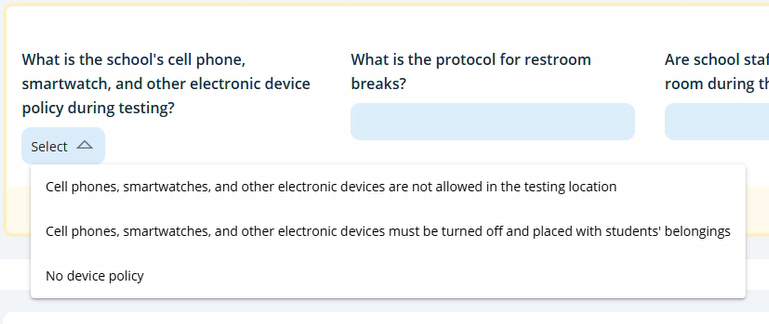 What is the school's cell phone,
smartwatch, and other electronic device
policy during testing?
Select
What is the protocol for restroom
breaks?
Are school staf
room during th
Cell phones, smartwatches, and other electronic devices are not allowed in the testing location
Cell phones, smartwatches, and other electronic devices must be turned off and placed with students' belongings
No device policy